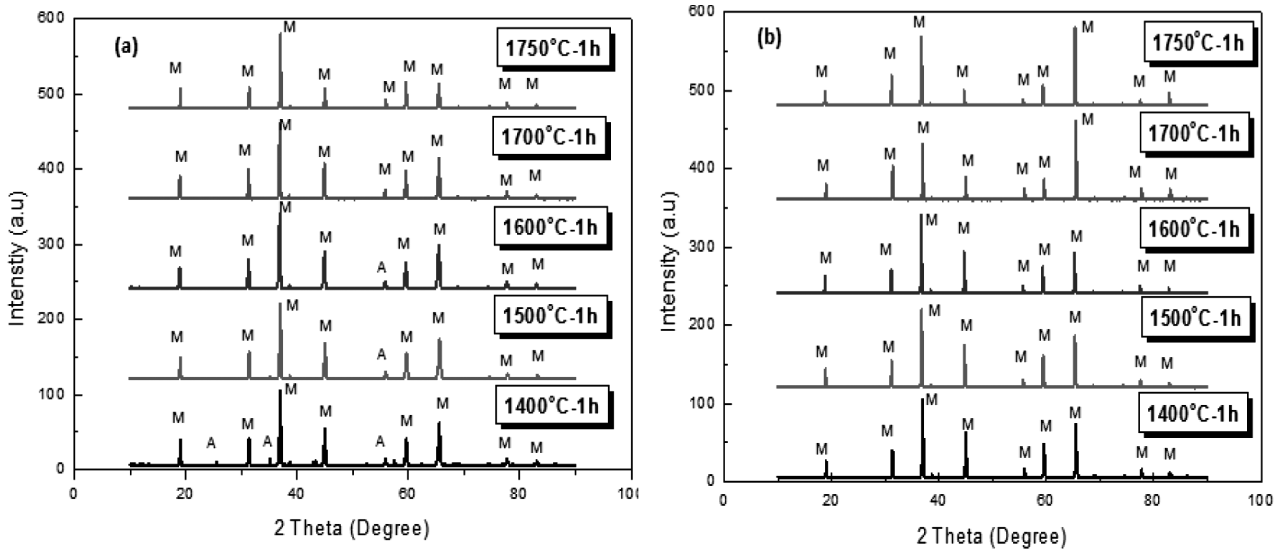 600
(a)
M
1750°C-1h
M M M M M M M M
500
1700°C-1h
M M M M M M M M M
400
1600°C-1h
M M M M A M M M M
300
200
1500°C-1h
M M M M A M M M M
100
1400°C-1h
M A M A M M A M M M M
0
0 20 40 60 80 100
2 Theta (Degree)
Intenstiy (a.u)
600
(b)
M M
1750°C-1h
M M M M M M M
500
1700°C-1h
M M M M M M M M M
400
300
1600°C-1h
M M M M M M M M M
200
1500°C-1h
M M M M M M M M M
100
1400°C-1h
M M M M M M M M M
0
0 20 40 60 80 100
2 Theta (Degree)
Intensity (a.u)